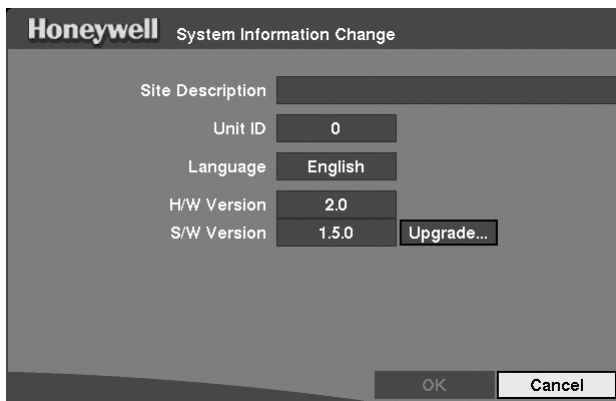 Honeywell System Information Change
Site Description
Unit ID 0
Language English
H/W Version 2.0
S/W Version 1.5.0 Upgrade...
OK Cancel